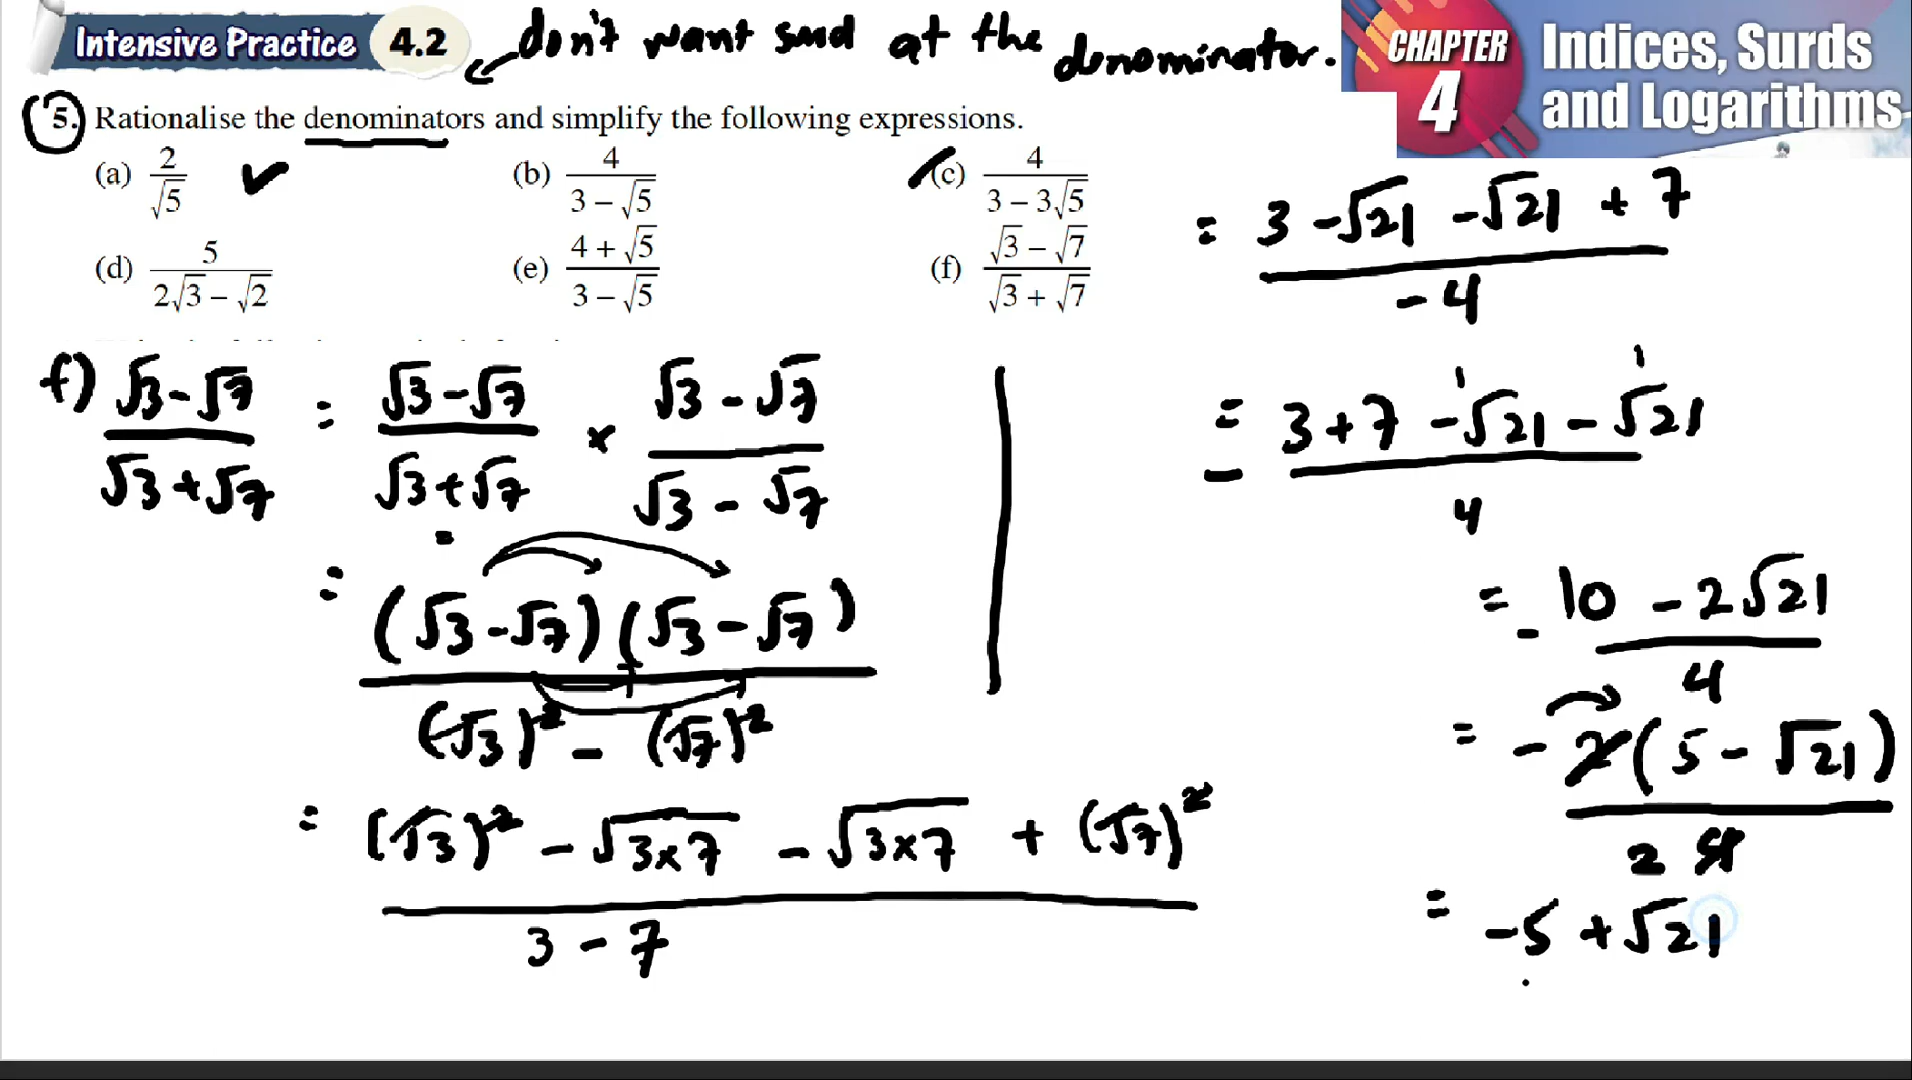 Intensive Practice 4.2
don't want surd at the denominator.
CHAPTER 4
Indices, Surds
and Logarithms
5. Rationalise the denominators and simplify the following expressions.
(a) 2/√5 (b) 4/(3 − √5) (c) 4/(3 − 3√5)
(d) 5/(2√3 − √2) (e) (4 + √5)/(3 − √5) (f) (√3 − √7)/(√3 + √7)
f) (√3 - √7)/(√3 + √7) = (√3 - √7)/(√3 + √7) × (√3 - √7)/(√3 - √7)
= (√3 - √7)(√3 - √7)/((√3)² - (√7)²)
= ((√3)² - √3×7 - √3×7 + (√7)²)/(3 - 7)
= (3 - √21 - √21 + 7)/-4
= - (3 + 7 - 1√21 - 1√21)/4
= - (10 - 2√21)/4
= - 2(5 - √21)/4 2
= -5 + √21